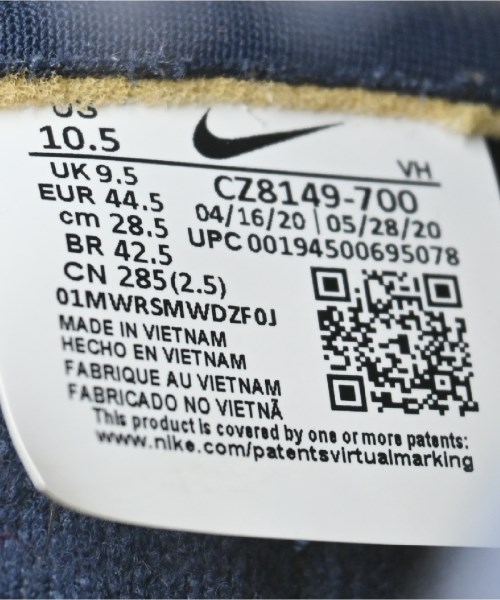 US
10.5
VH
UK 9.5
CZ8149-700
EUR 44.5
04/16/20 | 05/28/20
cm 28.5
UPC 00194500695078
BR 42.5
CN 285(2.5)
01MWRSMWDZF0J
MADE IN VIETNAM
HECHO EN VIETNAM
FABRIQUE AU VIETNAM
FABRICADO NO VIETNÃ
This product is covered by one or more patents:
www.nike.com/patentsvirtualmarking